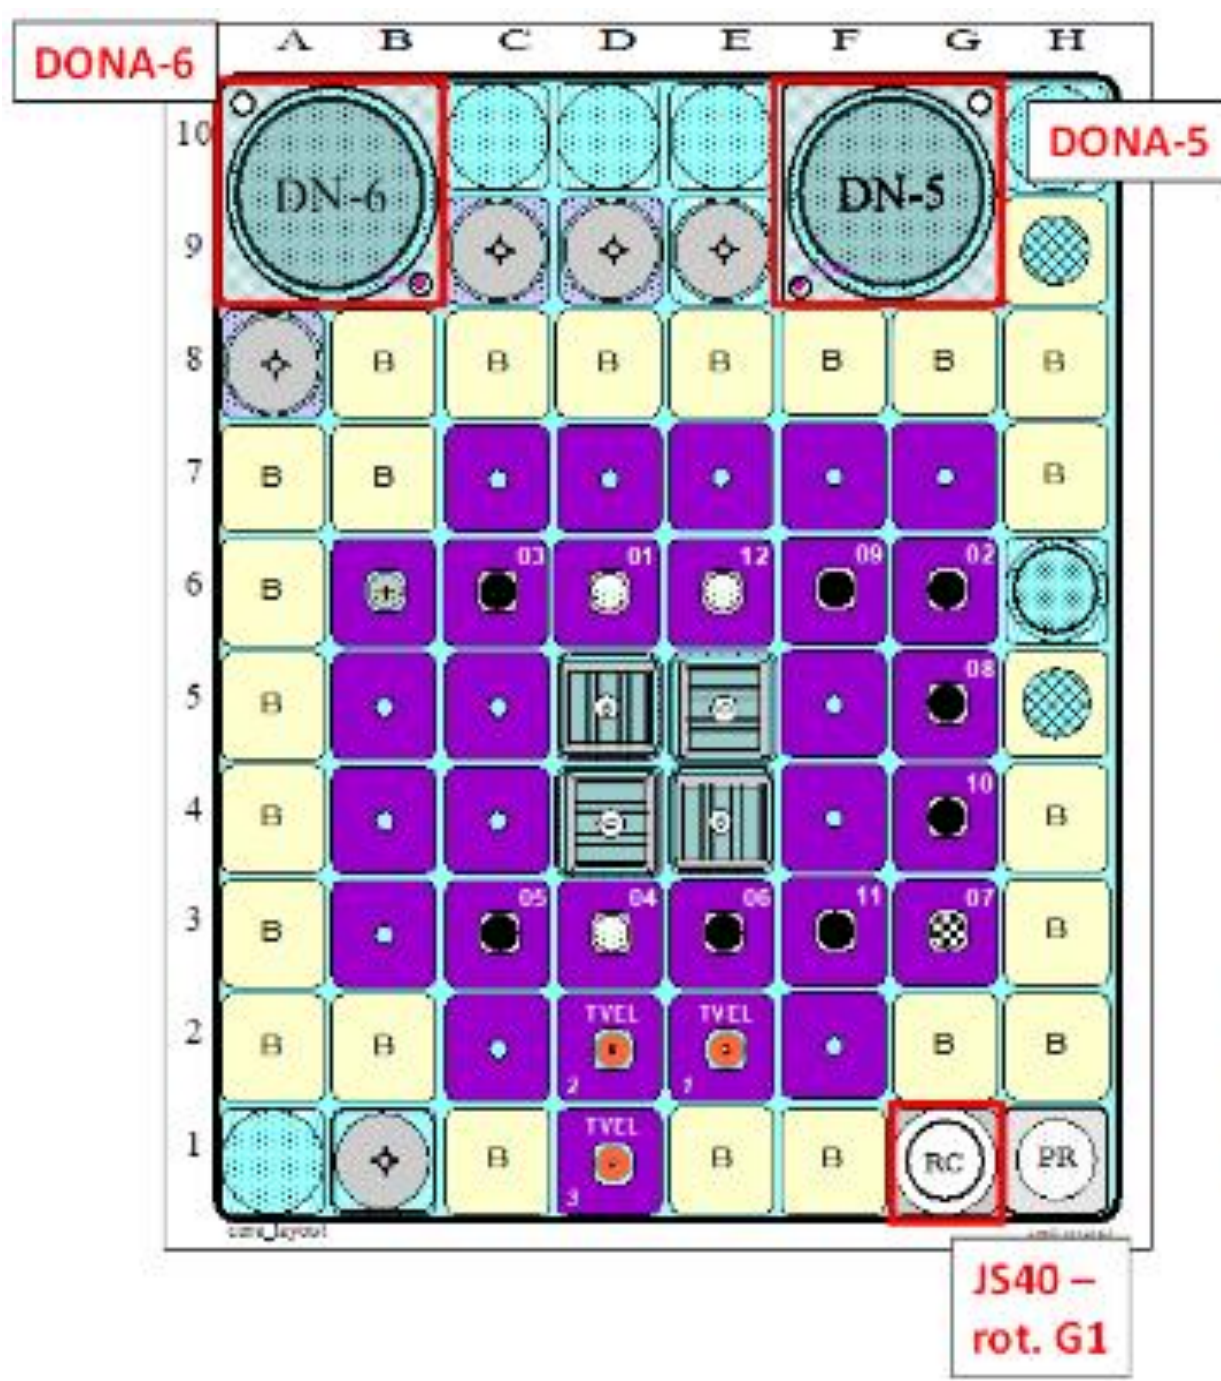 DONA-6
A B C D E F G H
10
DONA-5
DN-6 DN-5
9
8 B B B B B B B
7 B B B
6 B 03 01 12 09 02
5 B 08
4 B 10 B
3 B 05 04 06 11 07 B
2 B B TVEL 2 TVEL 1 B B
1 B TVEL 3 B B RC PR
core_layout
JS40 –
rot. G1